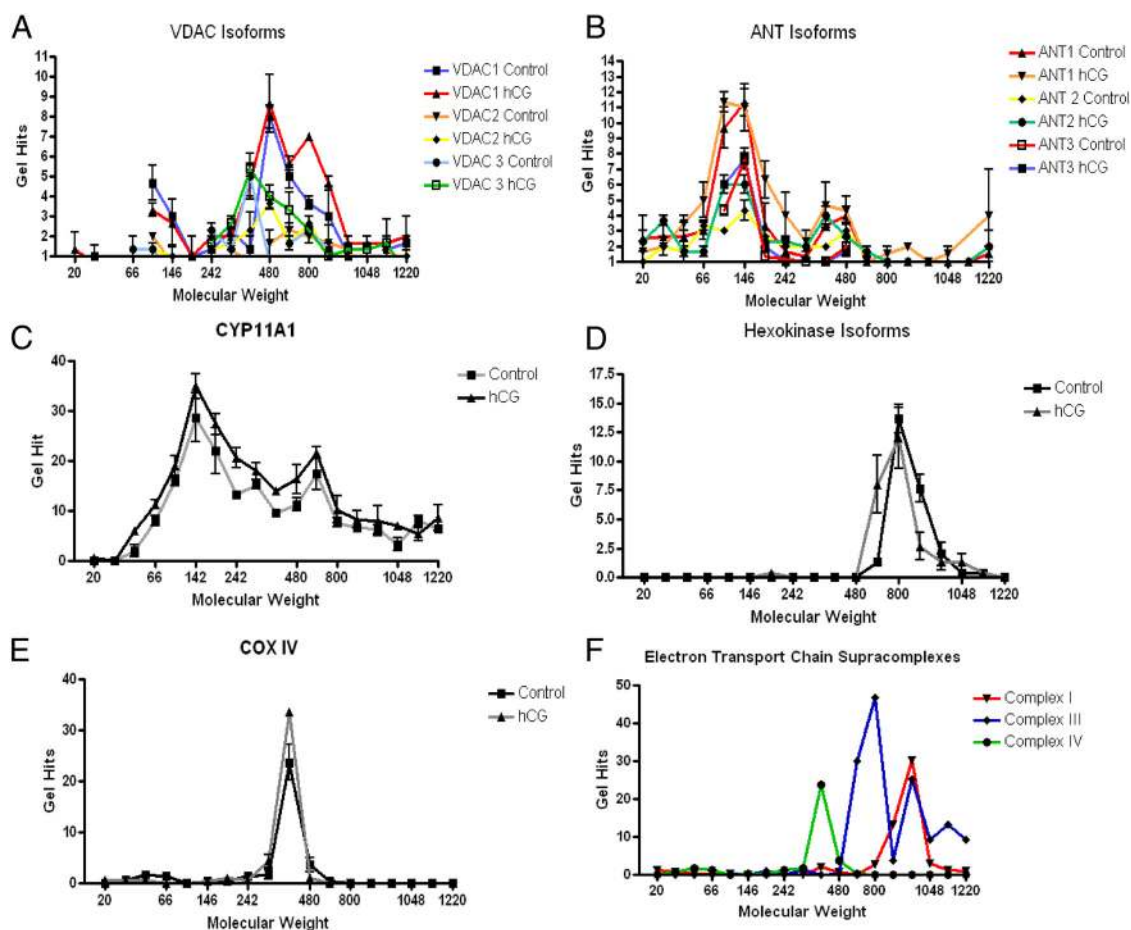 A
VDAC Isoforms
11
10
9
8
7
6
5
4
3
2
1
Gel Hits
20 66 146 242 480 800 1048 1220
Molecular Weight
VDAC1 Control
VDAC1 hCG
VDAC2 Control
VDAC2 hCG
VDAC 3 Control
VDAC 3 hCG
B
ANT Isoforms
14
13
12
11
10
9
8
7
6
5
4
3
2
1
Gel Hits
20 66 146 242 480 800 1048 1220
Molecular Weight
ANT1 Control
ANT1 hCG
ANT 2 Control
ANT2 hCG
ANT3 Control
ANT3 hCG
C
CYP11A1
40
30
20
10
0
Gel Hit
20 66 142 242 480 800 1048 1220
Molecular Weight
Control
hCG
D
Hexokinase Isoforms
17.5
15.0
12.5
10.0
7.5
5.0
2.5
0.0
Gel Hits
20 66 146 242 480 800 1048 1220
Molecular Weight
Control
hCG
E
COX IV
40
30
20
10
0
Gel Hits
20 66 146 242 480 800 1048 1220
Molecular Weight
Control
hCG
F
Electron Transport Chain Supracomplexes
50
40
30
20
10
0
Gel Hits
20 66 146 242 480 800 1048 1220
Molecular Weight
Complex I
Complex III
Complex IV